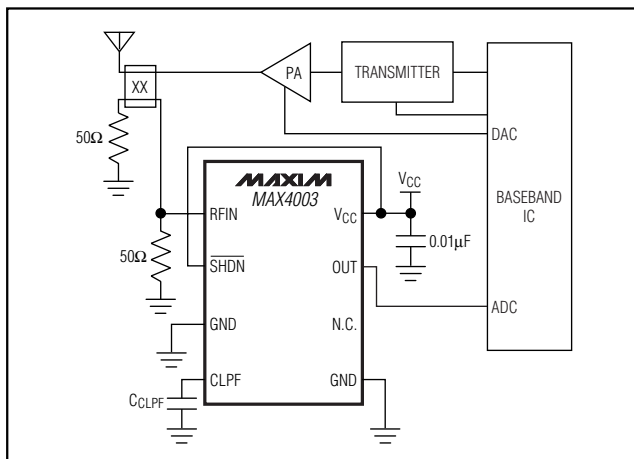 XX
PA
TRANSMITTER
50Ω
DAC
MAXIM
MAX4003
VCC
BASEBAND
IC
RFIN
VCC
0.01µF
50Ω
SHDN
OUT
ADC
GND
N.C.
CLPF
GND
CCLPF